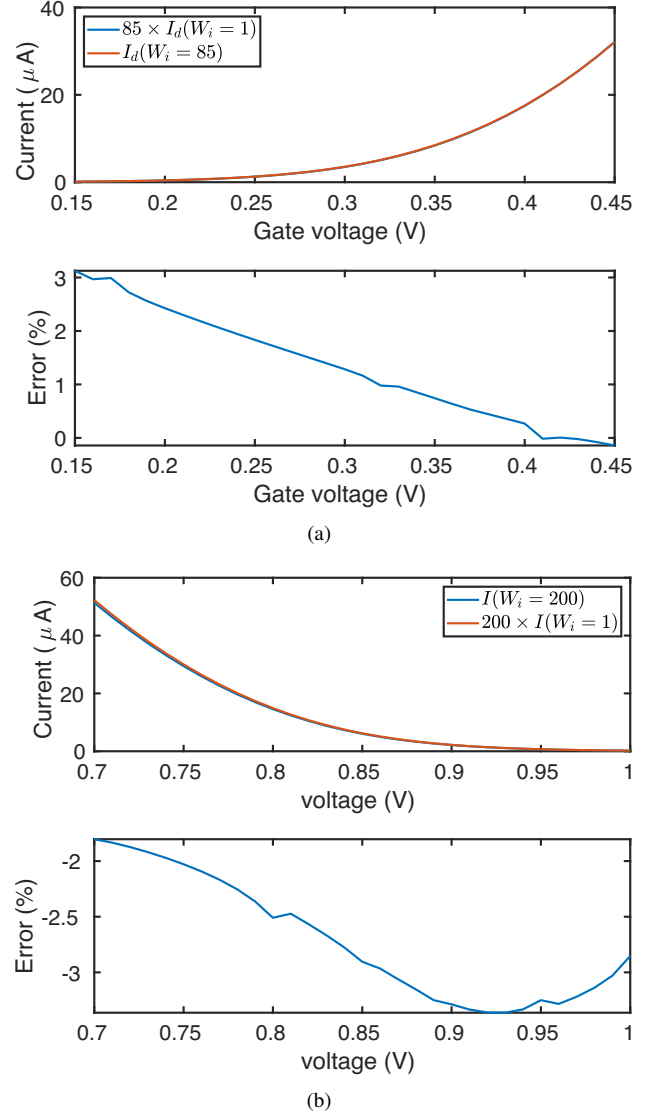 40
20
0
Current ( μ A)
85 × I_d(W_i = 1)
I_d(W_i = 85)
0.15 0.2 0.25 0.3 0.35 0.4 0.45
Gate voltage (V)
3
2
1
0
Error (%)
0.15 0.2 0.25 0.3 0.35 0.4 0.45
Gate voltage (V)
(a)
60
40
20
0
Current ( μ A)
I(W_i = 200)
200 × I(W_i = 1)
0.7 0.75 0.8 0.85 0.9 0.95 1
voltage (V)
-2
-2.5
-3
Error (%)
0.7 0.75 0.8 0.85 0.9 0.95 1
voltage (V)
(b)